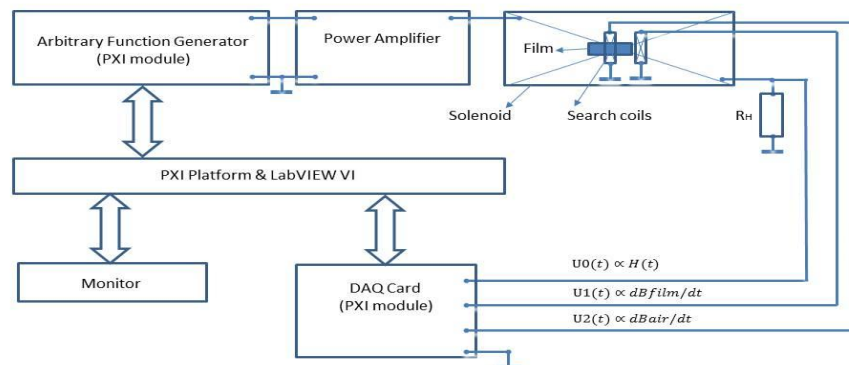 Arbitrary Function Generator
(PXI module)
Power Amplifier
Film
Solenoid
Search coils
RH
PXI Platform & LabVIEW VI
Monitor
DAQ Card
(PXI module)
U0(t) ∝ H(t)
U1(t) ∝ dBfilm/dt
U2(t) ∝ dBair/dt